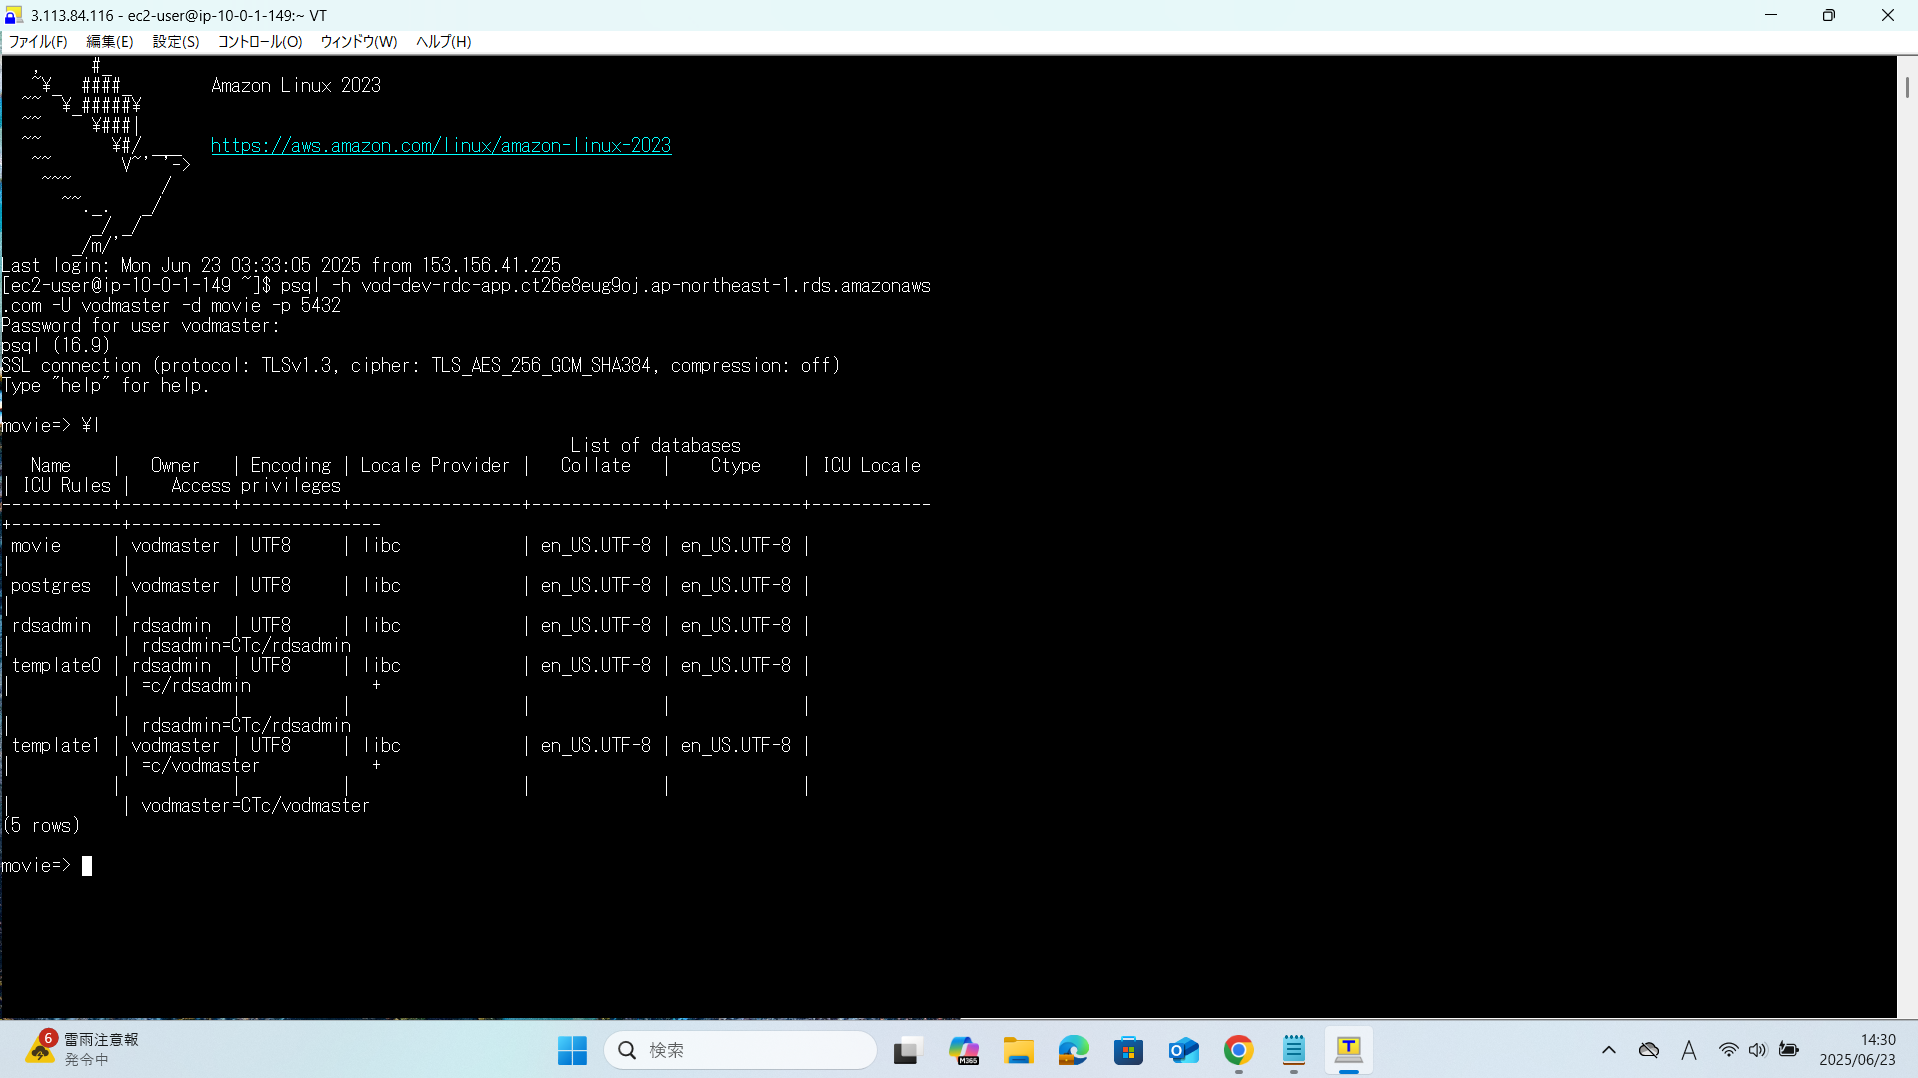 3.113.84.116 - ec2-user@ip-10-0-1-149:~ VT
ファイル(F) 編集(E) 設定(S) コントロール(O) ウィンドウ(W) ヘルプ(H)
   ,     #_
   ~¥_  ####_        Amazon Linux 2023
  ~~  ¥_#####¥
  ~~     ¥###|
  ~~       ¥#/ ___   https://aws.amazon.com/linux/amazon-linux-2023
   ~~       V~' '->
    ~~~         /
      ~~._.   _/
         _/ _/
       _/m/'
Last login: Mon Jun 23 03:33:05 2025 from 153.156.41.225
[ec2-user@ip-10-0-1-149 ~]$ psql -h vod-dev-rdc-app.ct26e8eug9oj.ap-northeast-1.rds.amazonaws
.com -U vodmaster -d movie -p 5432
Password for user vodmaster:
psql (16.9)
SSL connection (protocol: TLSv1.3, cipher: TLS_AES_256_GCM_SHA384, compression: off)
Type "help" for help.
movie=> ¥l
List of databases
   Name    |   Owner   | Encoding | Locale Provider |   Collate   |    Ctype    | ICU Locale
| ICU Rules |    Access privileges
-----------+-----------+----------+-----------------+-------------+-------------+------------
+-----------+-------------------------
 movie     | vodmaster | UTF8     | libc            | en_US.UTF-8 | en_US.UTF-8 |
|           |
 postgres  | vodmaster | UTF8     | libc            | en_US.UTF-8 | en_US.UTF-8 |
|           |
 rdsadmin  | rdsadmin  | UTF8     | libc            | en_US.UTF-8 | en_US.UTF-8 |
|           | rdsadmin=CTc/rdsadmin
 template0 | rdsadmin  | UTF8     | libc            | en_US.UTF-8 | en_US.UTF-8 |
|           | =c/rdsadmin            +
           |           |          |                 |             |             |
|           | rdsadmin=CTc/rdsadmin
 template1 | vodmaster | UTF8     | libc            | en_US.UTF-8 | en_US.UTF-8 |
|           | =c/vodmaster           +
           |           |          |                 |             |             |
|           | vodmaster=CTc/vodmaster
(5 rows)
movie=>
6 雷雨注意報
発令中
検索
M365
A
14:30
2025/06/23